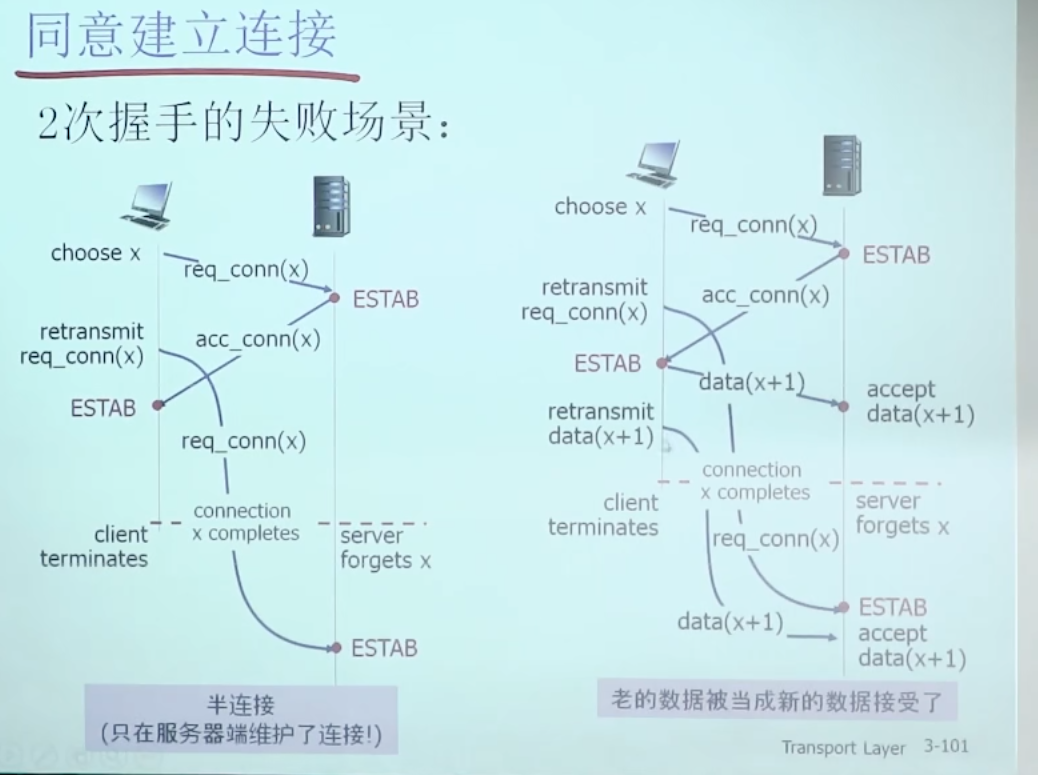 同意建立连接
2次握手的失败场景：
choose x
req_conn(x)
ESTAB
retransmit
req_conn(x)
acc_conn(x)
ESTAB
req_conn(x)
connection
x completes
client
terminates
server
forgets x
ESTAB
半连接
(只在服务器端维护了连接!)
choose x
req_conn(x)
ESTAB
retransmit
req_conn(x)
acc_conn(x)
ESTAB
data(x+1)
accept
data(x+1)
retransmit
data(x+1)
connection
x completes
client
terminates
server
forgets x
req_conn(x)
ESTAB
data(x+1)
accept
data(x+1)
老的数据被当成新的数据接受了
Transport Layer 3-101